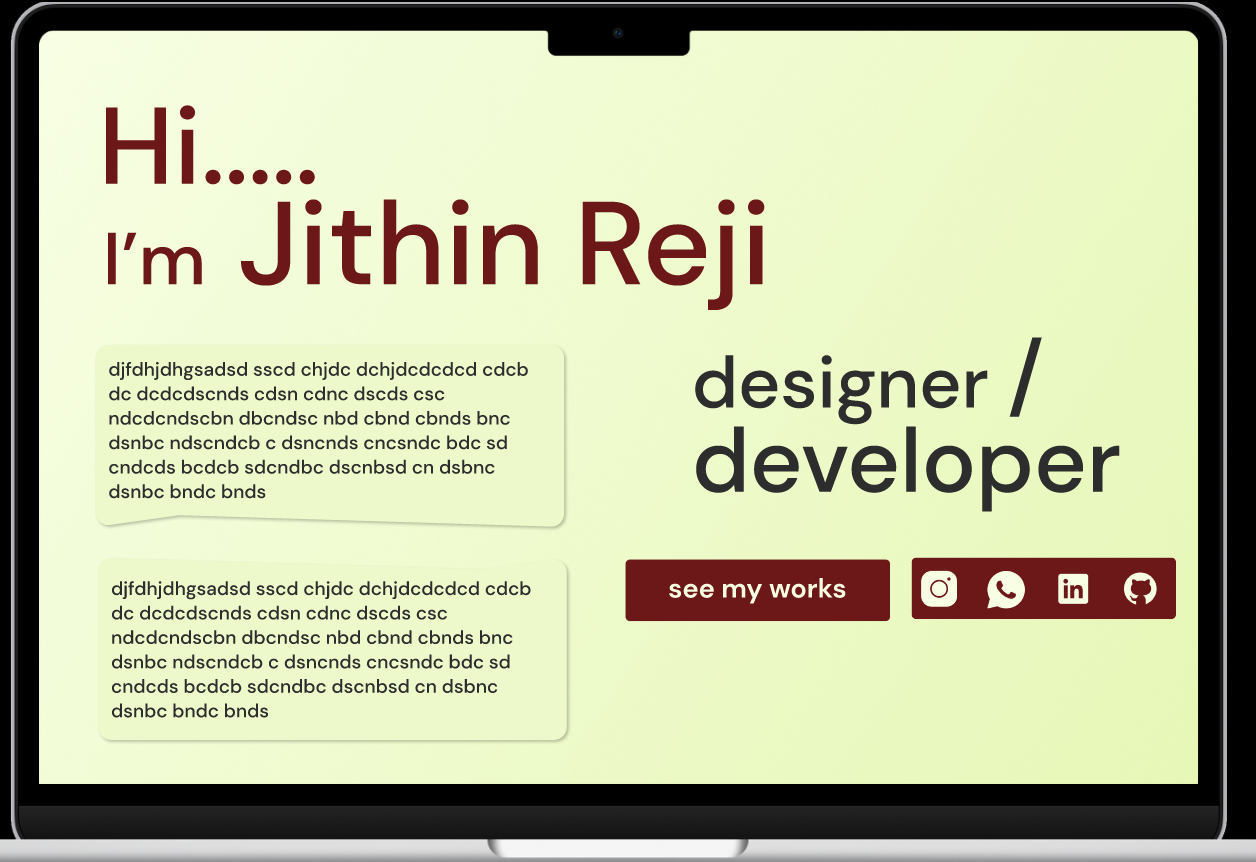 Hi.....
I'm Jithin Reji
djfdhjdhgsadsd sscd chjdc dchjdcdcdcd cdcb
dc dcdcdscnds cdsn cdnc dscds csc
ndcdcndscbn dbcndsc nbd cbnd cbnds bnc
dsnbc ndscndcb c dsncnds cncsndc bdc sd
cndcds bcdcb sdcndbc dscnbsd cn dsbnc
dsnbc bndc bnds
designer /
developer
see my works
in
djfdhjdhgsadsd sscd chjdc dchjdcdcdcd cdcb
dc dcdcdscnds cdsn cdnc dscds csc
ndcdcndscbn dbcndsc nbd cbnd cbnds bnc
dsnbc ndscndcb c dsncnds cncsndc bdc sd
cndcds bcdcb sdcndbc dscnbsd cn dsbnc
dsnbc bndc bnds